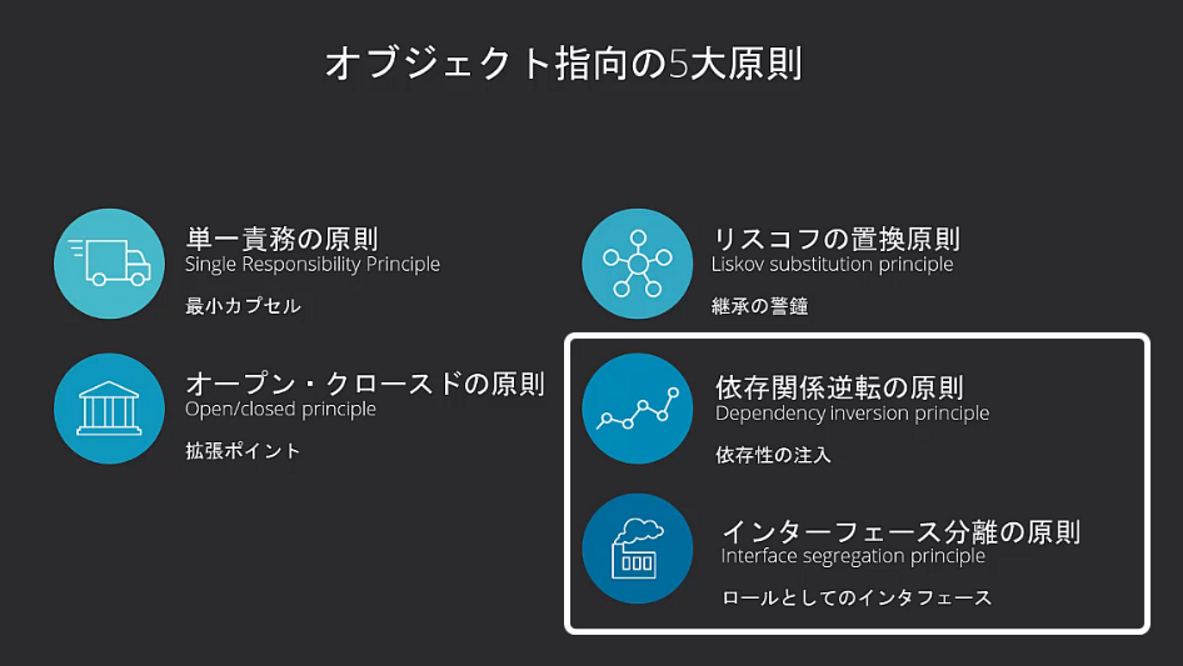 オブジェクト指向の5大原則
単一責務の原則
Single Responsibility Principle
最小カプセル
オープン・クロースドの原則
Open/closed principle
拡張ポイント
リスコフの置換原則
Liskov substitution principle
継承の警鐘
依存関係逆転の原則
Dependency inversion principle
依存性の注入
インターフェース分離の原則
Interface segregation principle
ロールとしてのインタフェース